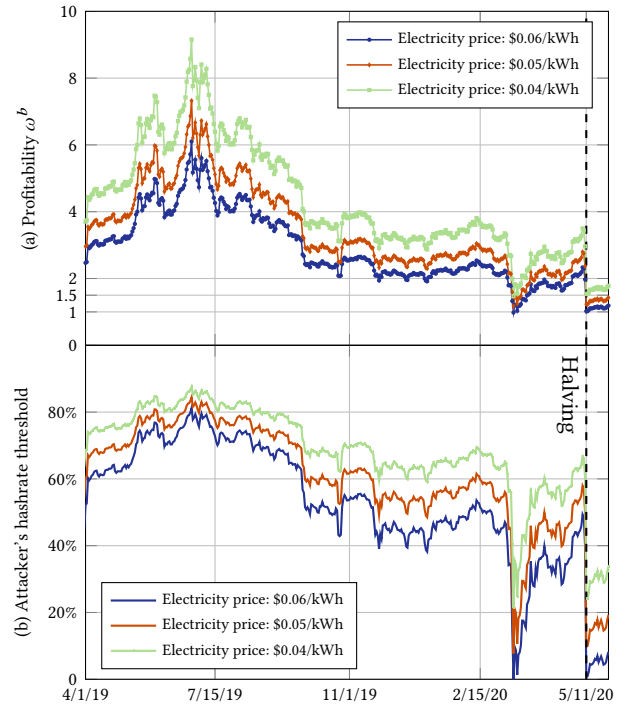 10
8
6
4
2
1.5
1
0
(a) Profitability ω^b
Electricity price: $0.06/kWh
Electricity price: $0.05/kWh
Electricity price: $0.04/kWh
Halving
80%
60%
40%
20%
0
(b) Attacker's hashrate threshold
Electricity price: $0.06/kWh
Electricity price: $0.05/kWh
Electricity price: $0.04/kWh
4/1/19 7/15/19 11/1/19 2/15/20 5/11/20